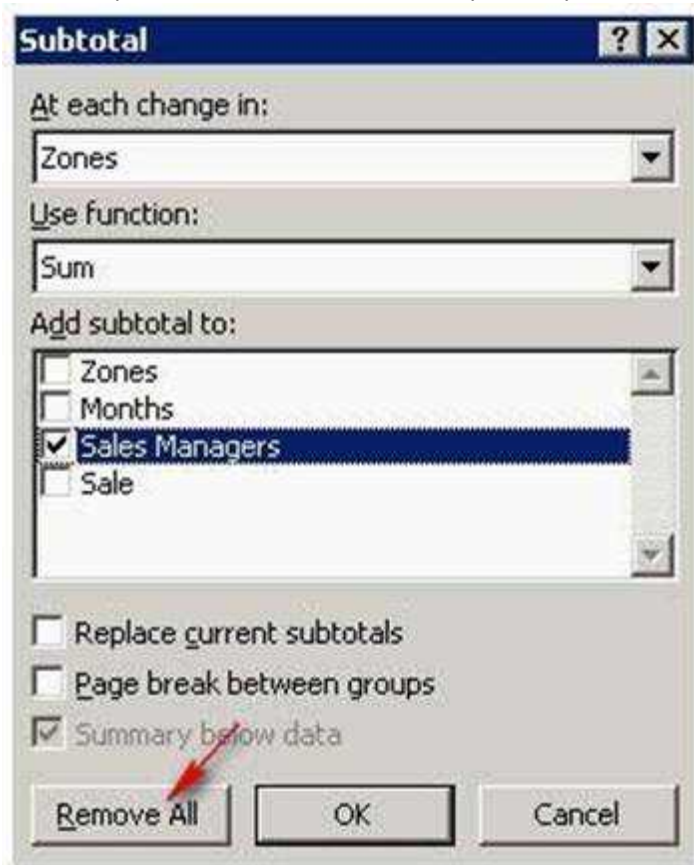 Subtotal
At each change in:
Zones
Use function:
Sum
Add subtotal to:
Zones
Months
Sales Managers
Sale
Replace current subtotals
Page break between groups
Summary below data
Remove All OK Cancel